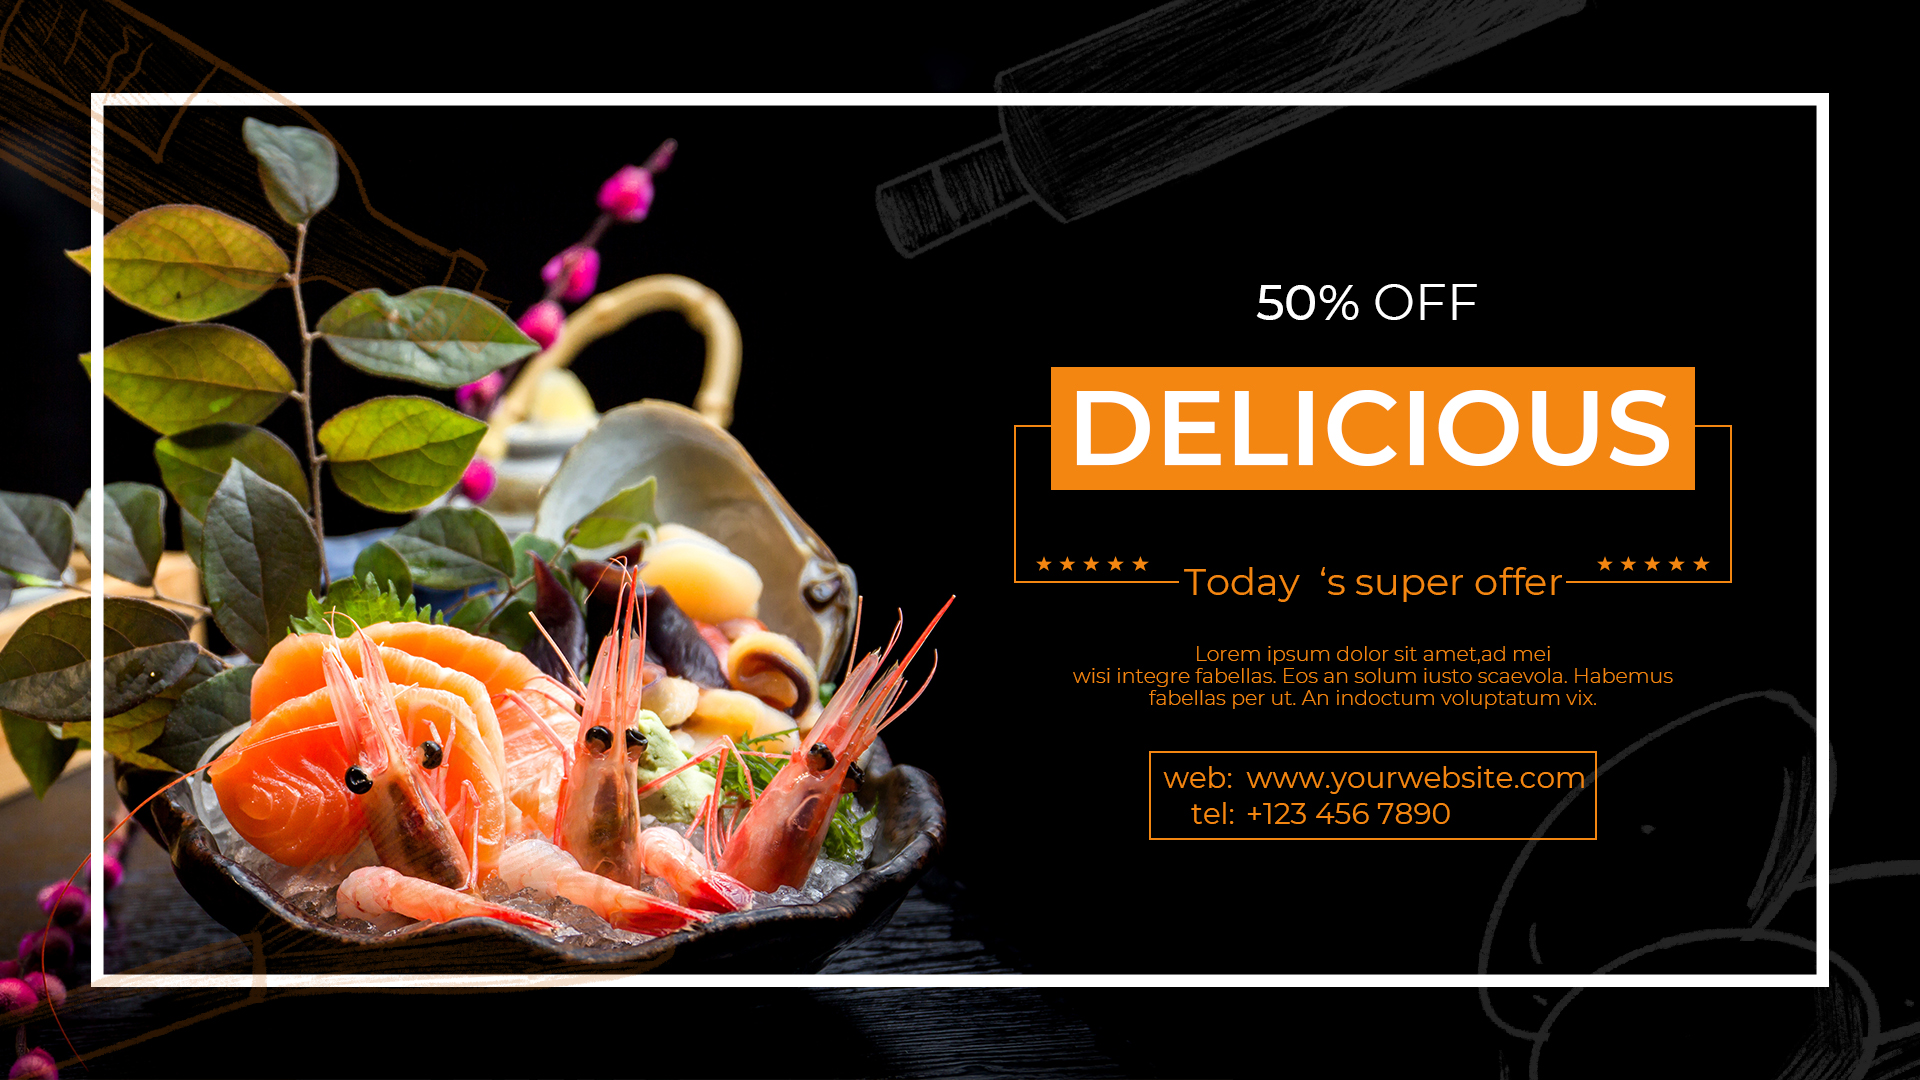 50% OFF
DELICIOUS
Today ‘s super offer
Lorem ipsum dolor sit amet,ad mei
wisi integre fabellas. Eos an solum iusto scaevola. Habemus
fabellas per ut. An indoctum voluptatum vix.
web: www.yourwebsite.com
tel: +123 456 7890